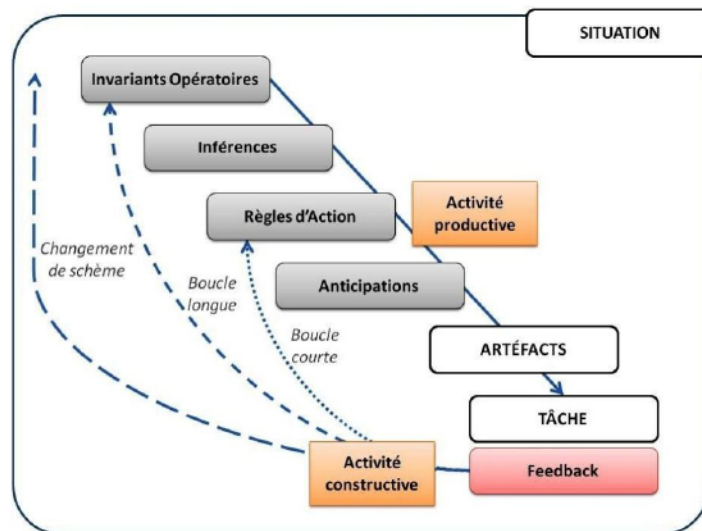 SITUATION
Invariants Opératoires
Inférences
Règles d'Action
Activité
productive
Changement
de schème
Boucle
longue
Anticipations
Boucle
courte
ARTÉFACTS
TÂCHE
Activité
constructive
Feedback